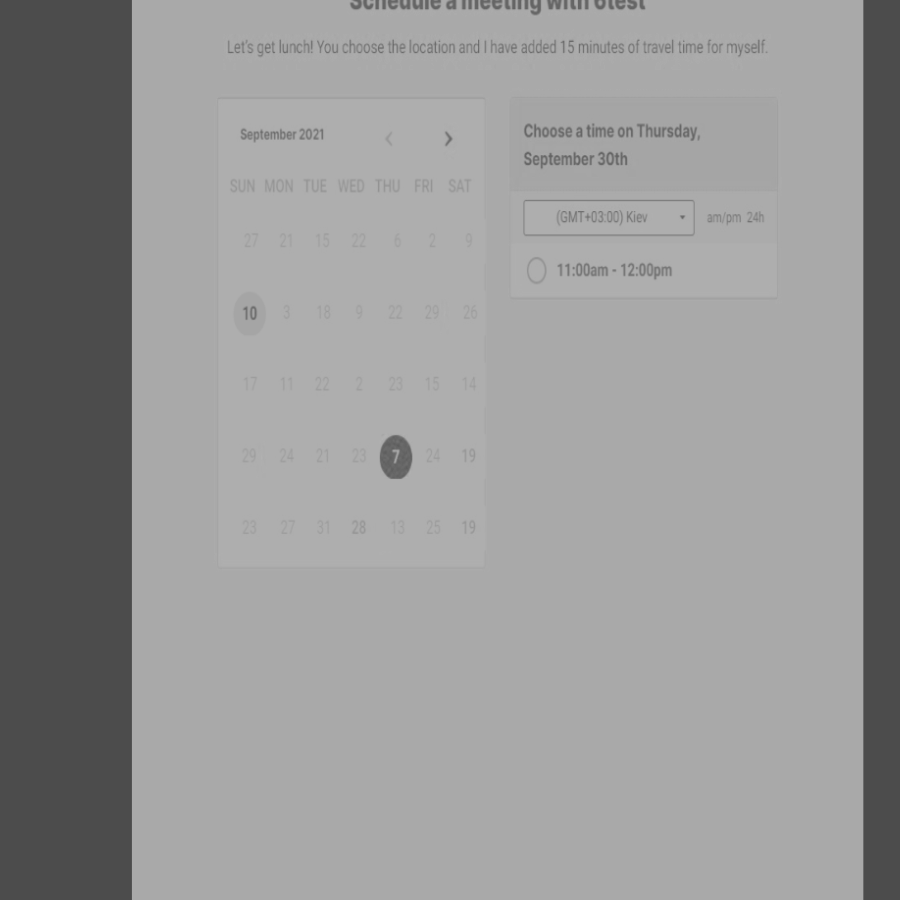 Schedule a meeting with 6test
Let's get lunch! You choose the location and I have added 15 minutes of travel time for myself.
September 2021
SUN MON TUE WED THU FRI SAT
27 21 15 22 6 2 9
10 3 18 9 22 29 26
17 11 22 2 23 15 14
29 24 21 23 7 24 19
23 27 31 28 13 25 19
Choose a time on Thursday,
September 30th
(GMT+03:00) Kiev am/pm 24h
11:00am - 12:00pm